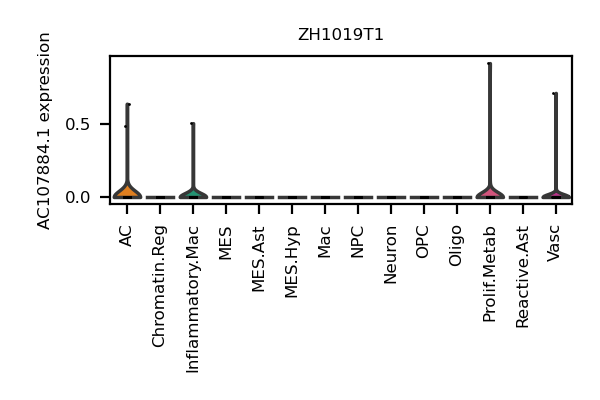 ZH1019T1
AC107884.1 expression
0.5
0.0
AC
Chromatin.Reg
Inflammatory.Mac
MES
MES.Ast
MES.Hyp
Mac
NPC
Neuron
OPC
Oligo
Prolif.Metab
Reactive.Ast
Vasc